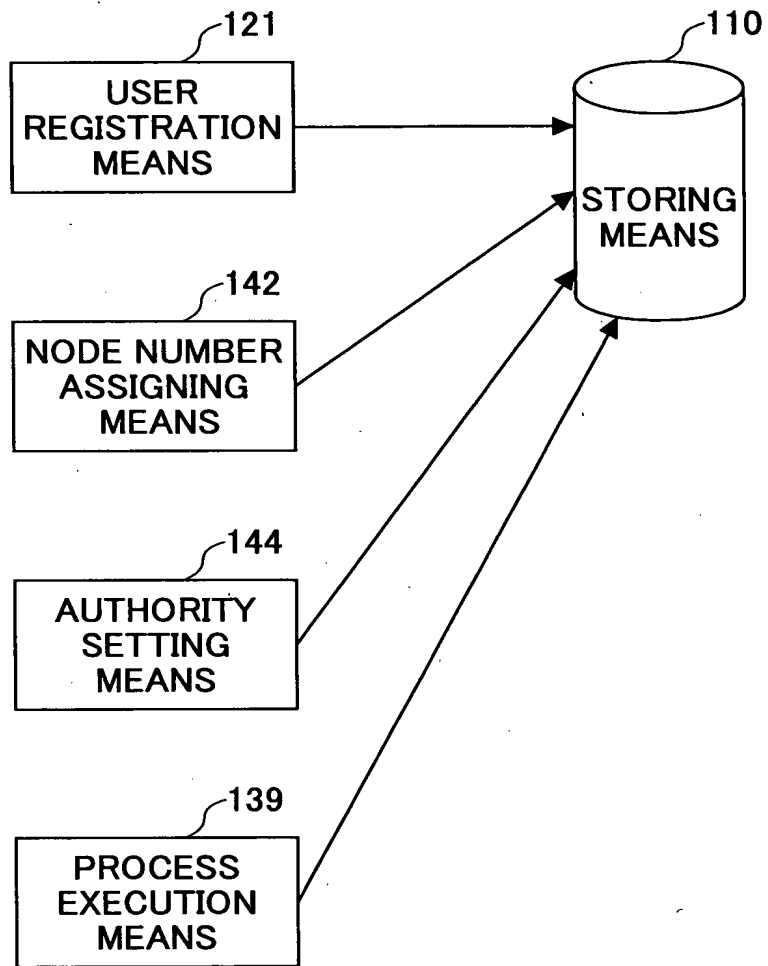 121
USER
REGISTRATION
MEANS
110
STORING
MEANS
142
NODE NUMBER
ASSIGNING
MEANS
144
AUTHORITY
SETTING
MEANS
139
PROCESS
EXECUTION
MEANS